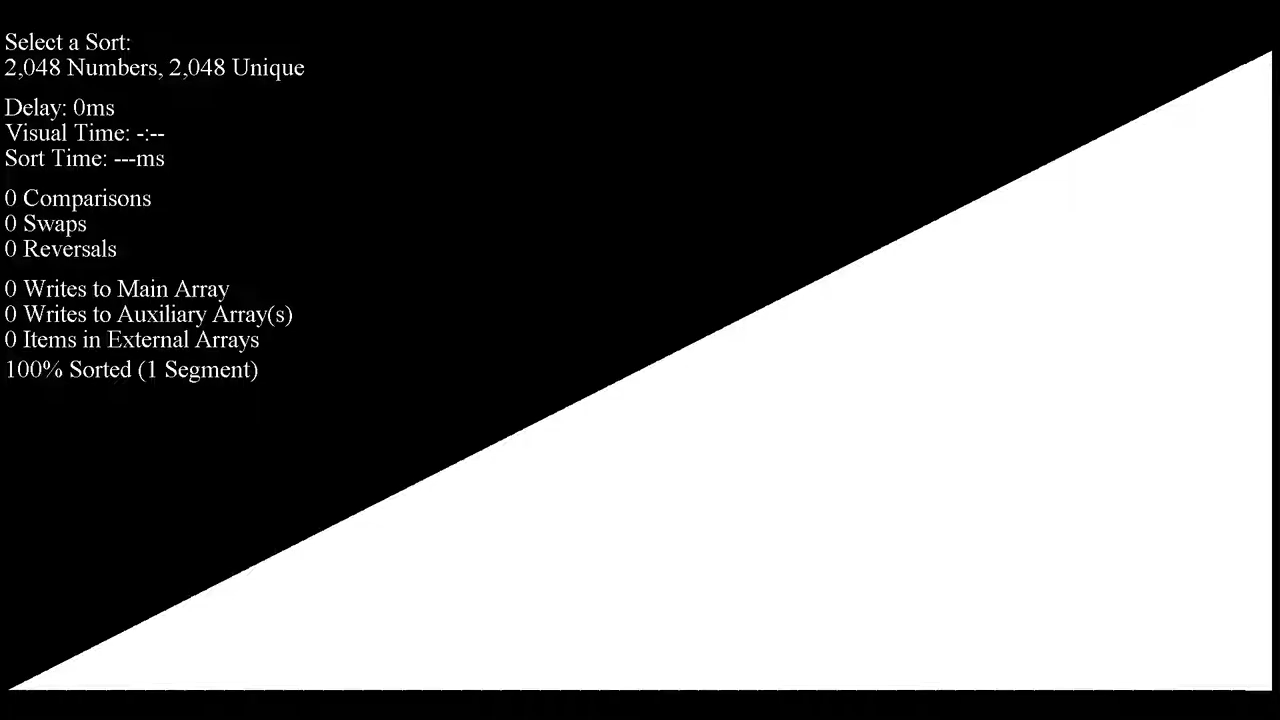 Select a Sort:
2,048 Numbers, 2,048 Unique
Delay: 0ms
Visual Time: -:--
Sort Time: ---ms
0 Comparisons
0 Swaps
0 Reversals
0 Writes to Main Array
0 Writes to Auxiliary Array(s)
0 Items in External Arrays
100% Sorted (1 Segment)